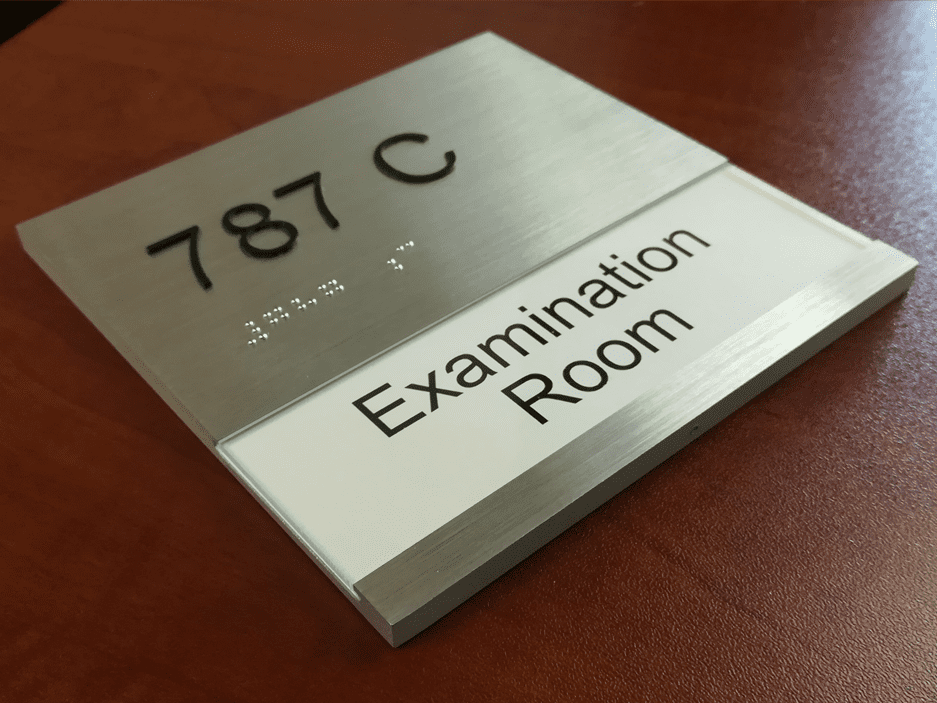 787 C
⠼⠛⠓⠛ ⠰⠉
Examination
Room